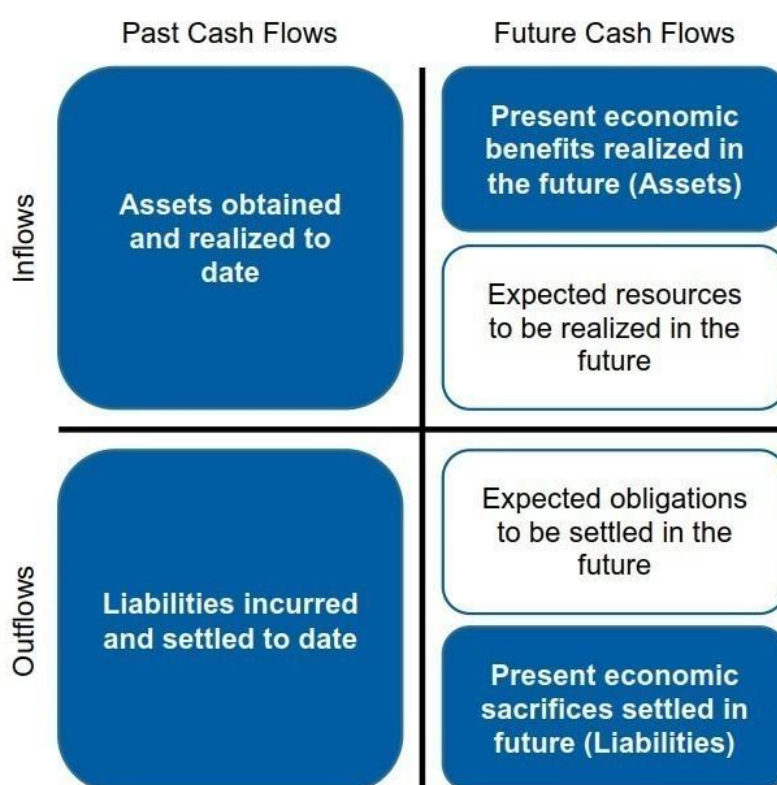 Past Cash Flows
Future Cash Flows
Inflows
Assets obtained
and realized to
date
Present economic
benefits realized in
the future (Assets)
Expected resources
to be realized in the
future
Outflows
Liabilities incurred
and settled to date
Expected obligations
to be settled in the
future
Present economic
sacrifices settled in
future (Liabilities)